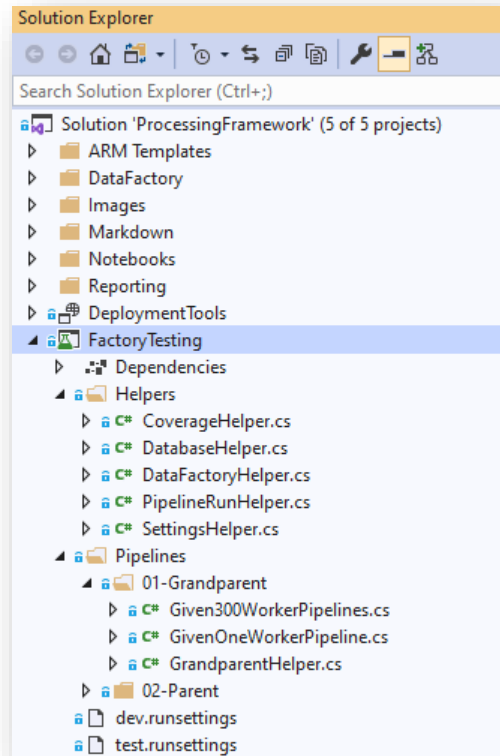 Solution Explorer
Search Solution Explorer (Ctrl+;)
Solution 'ProcessingFramework' (5 of 5 projects)
ARM Templates
DataFactory
Images
Markdown
Notebooks
Reporting
DeploymentTools
FactoryTesting
Dependencies
Helpers
C# CoverageHelper.cs
C# DatabaseHelper.cs
C# DataFactoryHelper.cs
C# PipelineRunHelper.cs
C# SettingsHelper.cs
Pipelines
01-Grandparent
C# Given300WorkerPipelines.cs
C# GivenOneWorkerPipeline.cs
C# GrandparentHelper.cs
02-Parent
dev.runsettings
test.runsettings